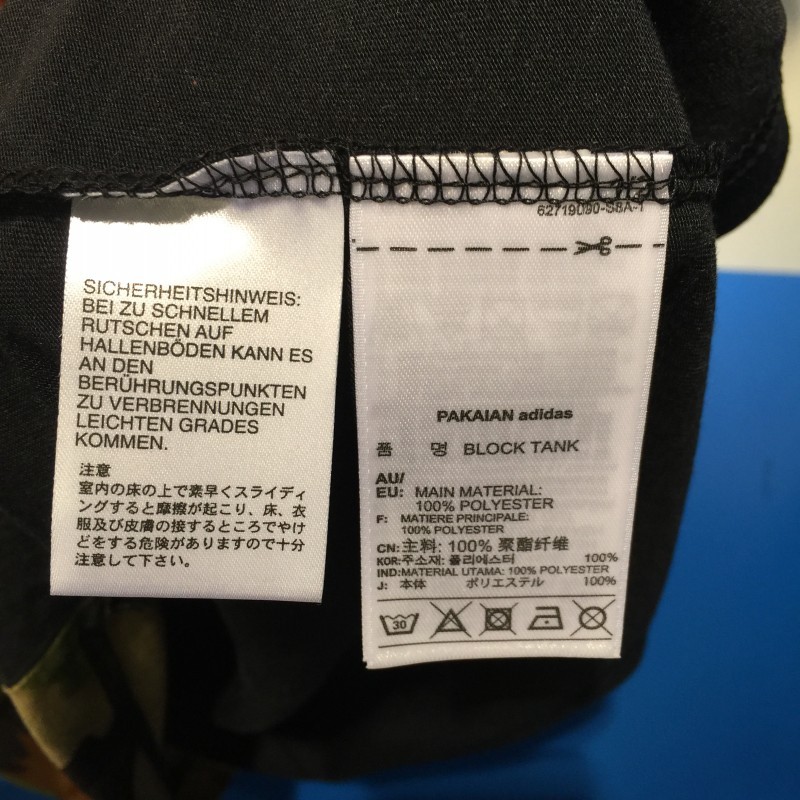 SICHERHEITSHINWEIS:
BEI ZU SCHNELLEM
RUTSCHEN AUF
HALLENBÖDEN KANN ES
AN DEN
BERÜHRUNGSPUNKTEN
ZU VERBRENNUNGEN
LEICHTEN GRADES
KOMMEN.
注意
室内の床の上で素早くスライディ
ングすると摩擦が起こり、床、衣
服及び皮膚の接するところでやけ
どをする危険がありますので十分
注意して下さい。
62719090-S8A-1
PAKAIAN adidas
품 명 BLOCK TANK
AU/
EU: MAIN MATERIAL:
100% POLYESTER
F: MATIERE PRINCIPALE:
100% POLYESTER
CN: 主料: 100% 聚酯纤维
KOR: 주소재: 폴리에스터 100%
IND: MATERIAL UTAMA: 100% POLYESTER
J: 本体 ポリエステル 100%
30